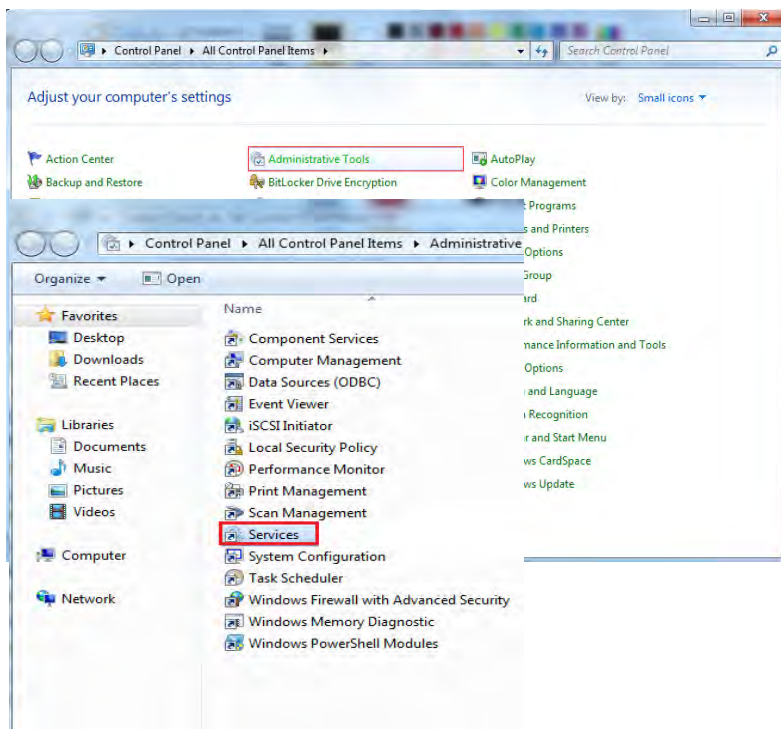 Control Panel ▸ All Control Panel Items ▸
Search Control Panel
Adjust your computer's settings
View by: Small icons ▾
Action Center
Administrative Tools
AutoPlay
Backup and Restore
BitLocker Drive Encryption
Color Management
Programs
and Printers
Options
Group
and Sharing Center
Information and Tools
Options
and Language
Recognition
and Start Menu
CardSpace
Update
Control Panel ▸ All Control Panel Items ▸ Administrative
Organize ▾ Open
Favorites
Desktop
Downloads
Recent Places
Libraries
Documents
Music
Pictures
Videos
Computer
Network
Name
Component Services
Computer Management
Data Sources (ODBC)
Event Viewer
iSCSI Initiator
Local Security Policy
Performance Monitor
Print Management
Scan Management
Services
System Configuration
Task Scheduler
Windows Firewall with Advanced Security
Windows Memory Diagnostic
Windows PowerShell Modules